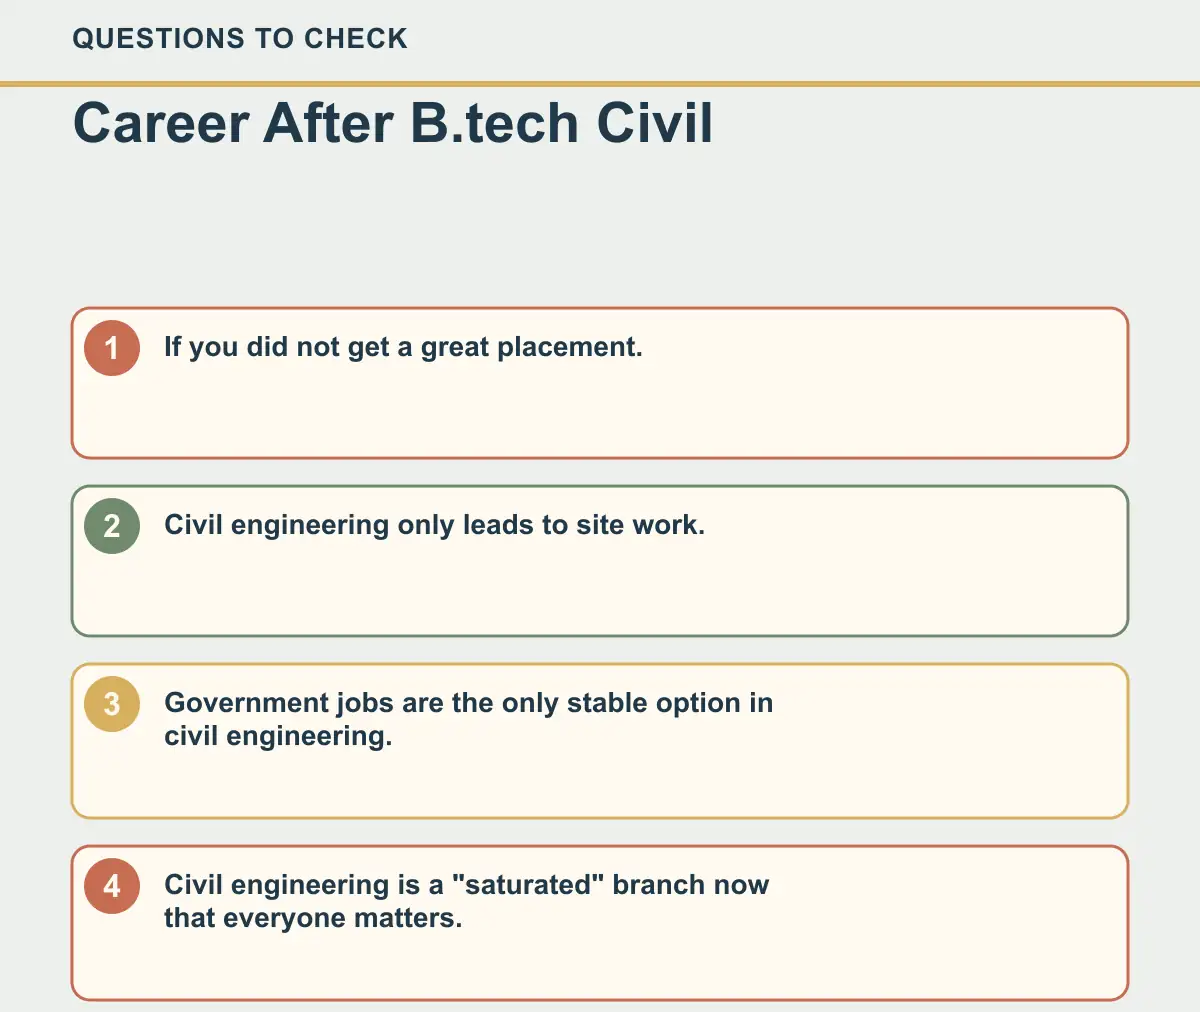 QUESTIONS TO CHECK
Career After B.tech Civil
1
If you did not get a great placement.
2
Civil engineering only leads to site work.
3
Government jobs are the only stable option in
civil engineering.
4
Civil engineering is a "saturated" branch now
that everyone matters.